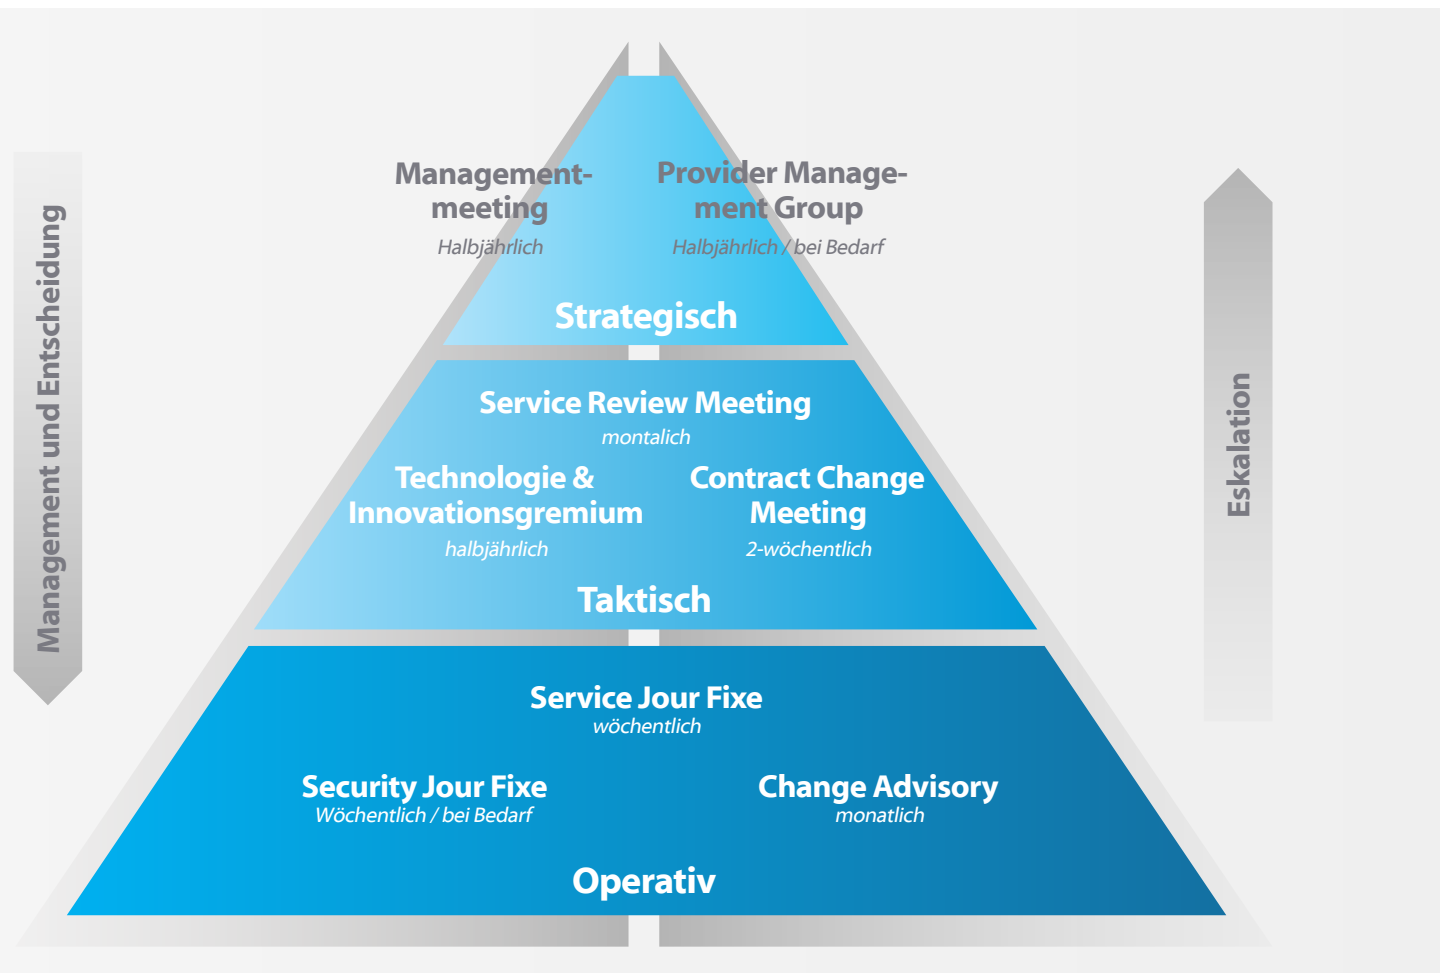 Management und Entscheidung
Management-
meeting
Halbjährlich
Provider Manage-
ment Group
Halbjährlich / bei Bedarf
Strategisch
Service Review Meeting
montalich
Technologie &
Innovationsgremium
halbjährlich
Contract Change
Meeting
2-wöchentlich
Taktisch
Service Jour Fixe
wöchentlich
Security Jour Fixe
Wöchentlich / bei Bedarf
Change Advisory
monatlich
Operativ
Eskalation